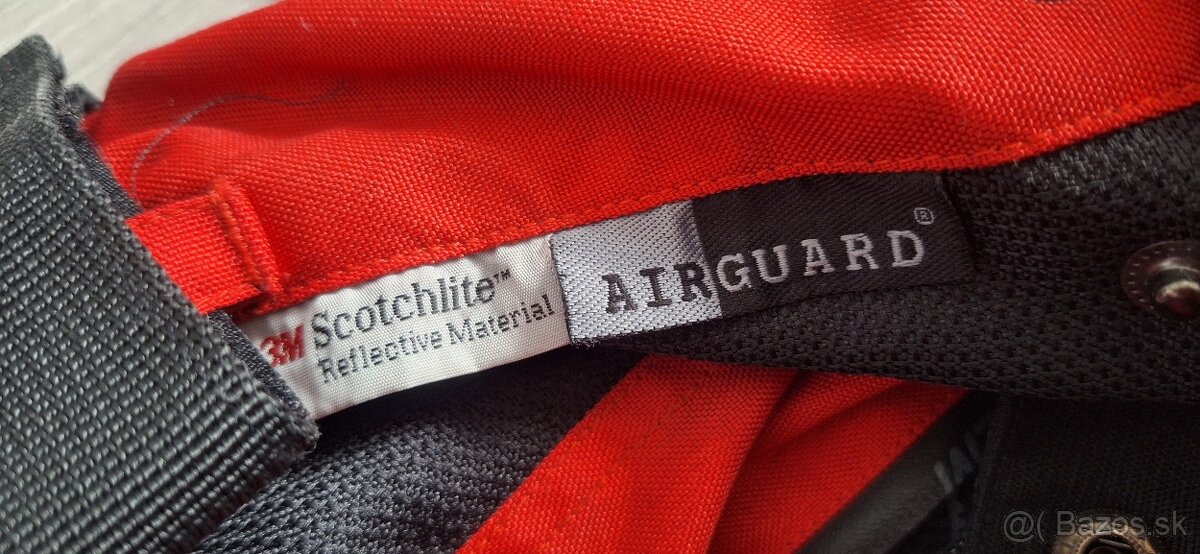 3M Scotchlite™
Reflective Material
AIRGUARD®
@( Bazos.sk